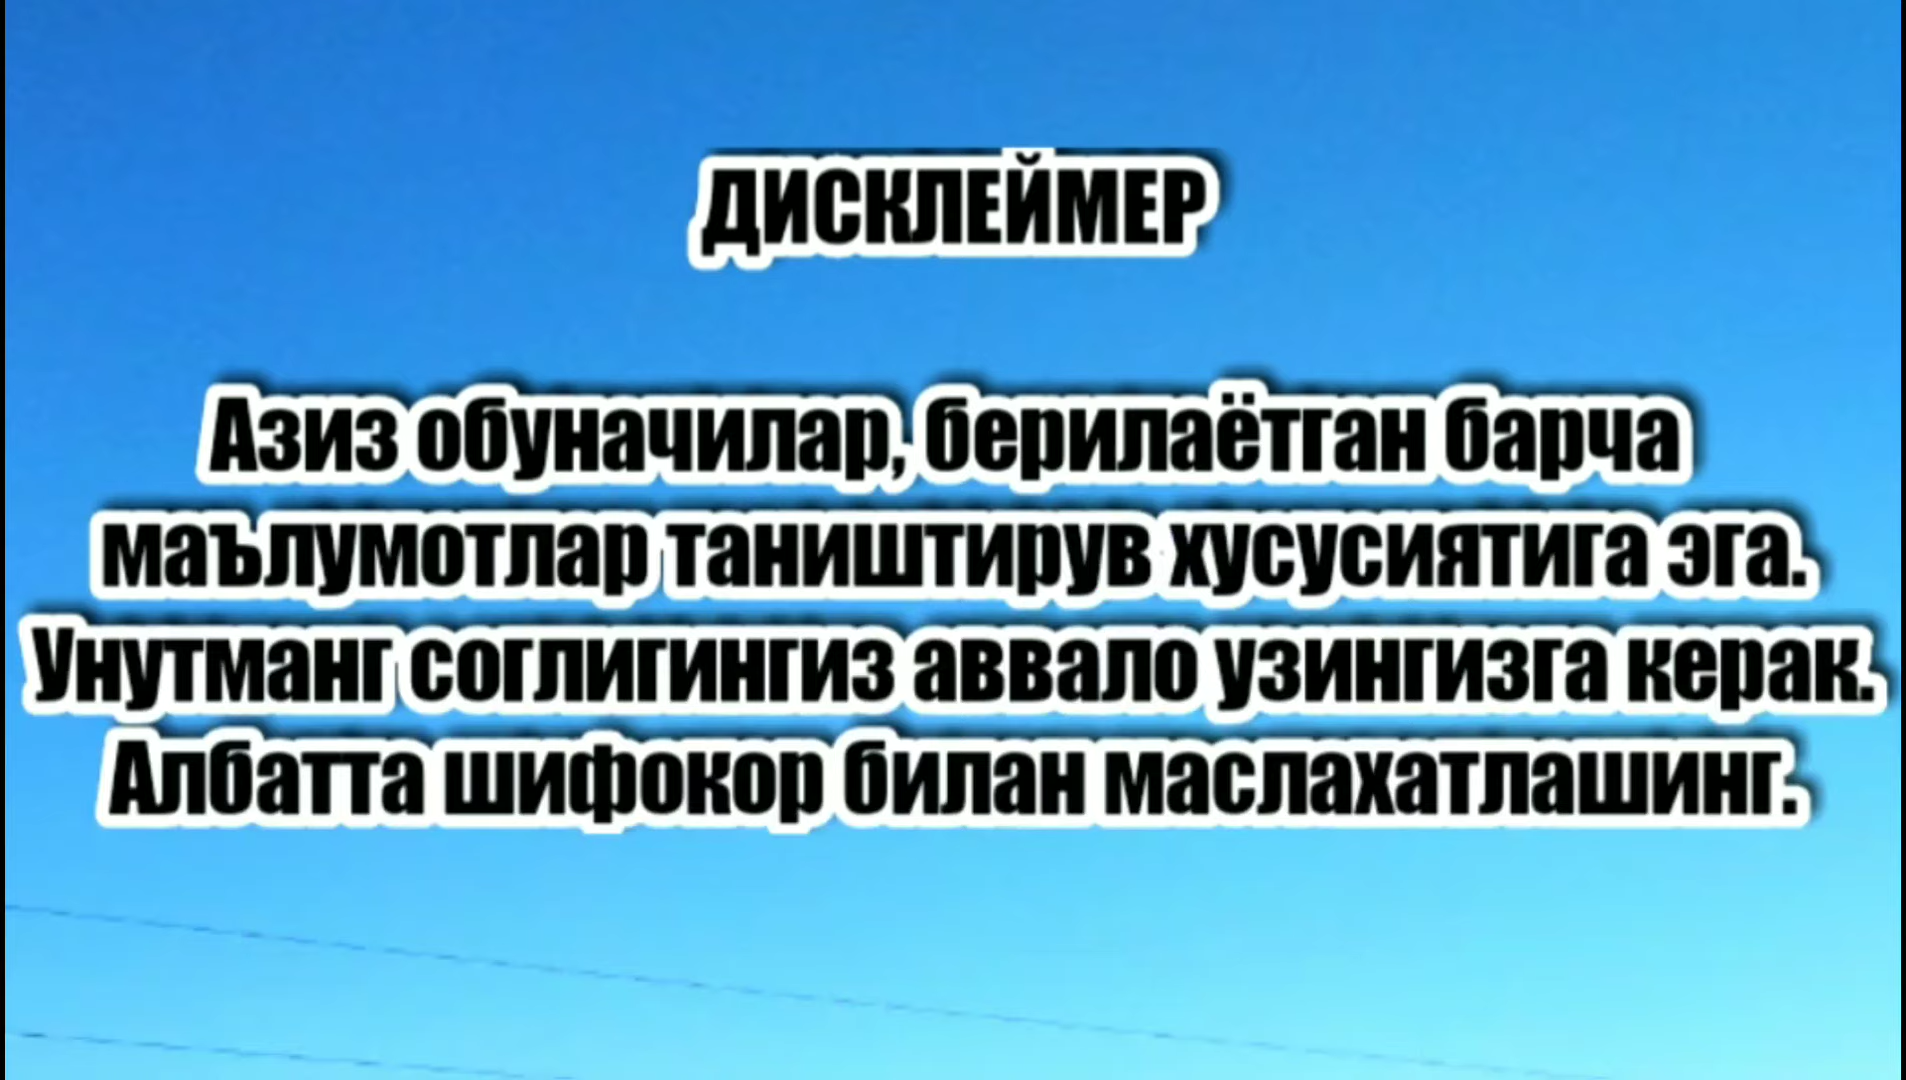 ДИСКЛЕЙМЕР
Азиз обуначилар, берилаётган барча
маълумотлар таништирув хусусиятига эга.
Унутманг соглигингиз аввало узингизга керак.
Албатта шифокор билан маслахатлашинг.